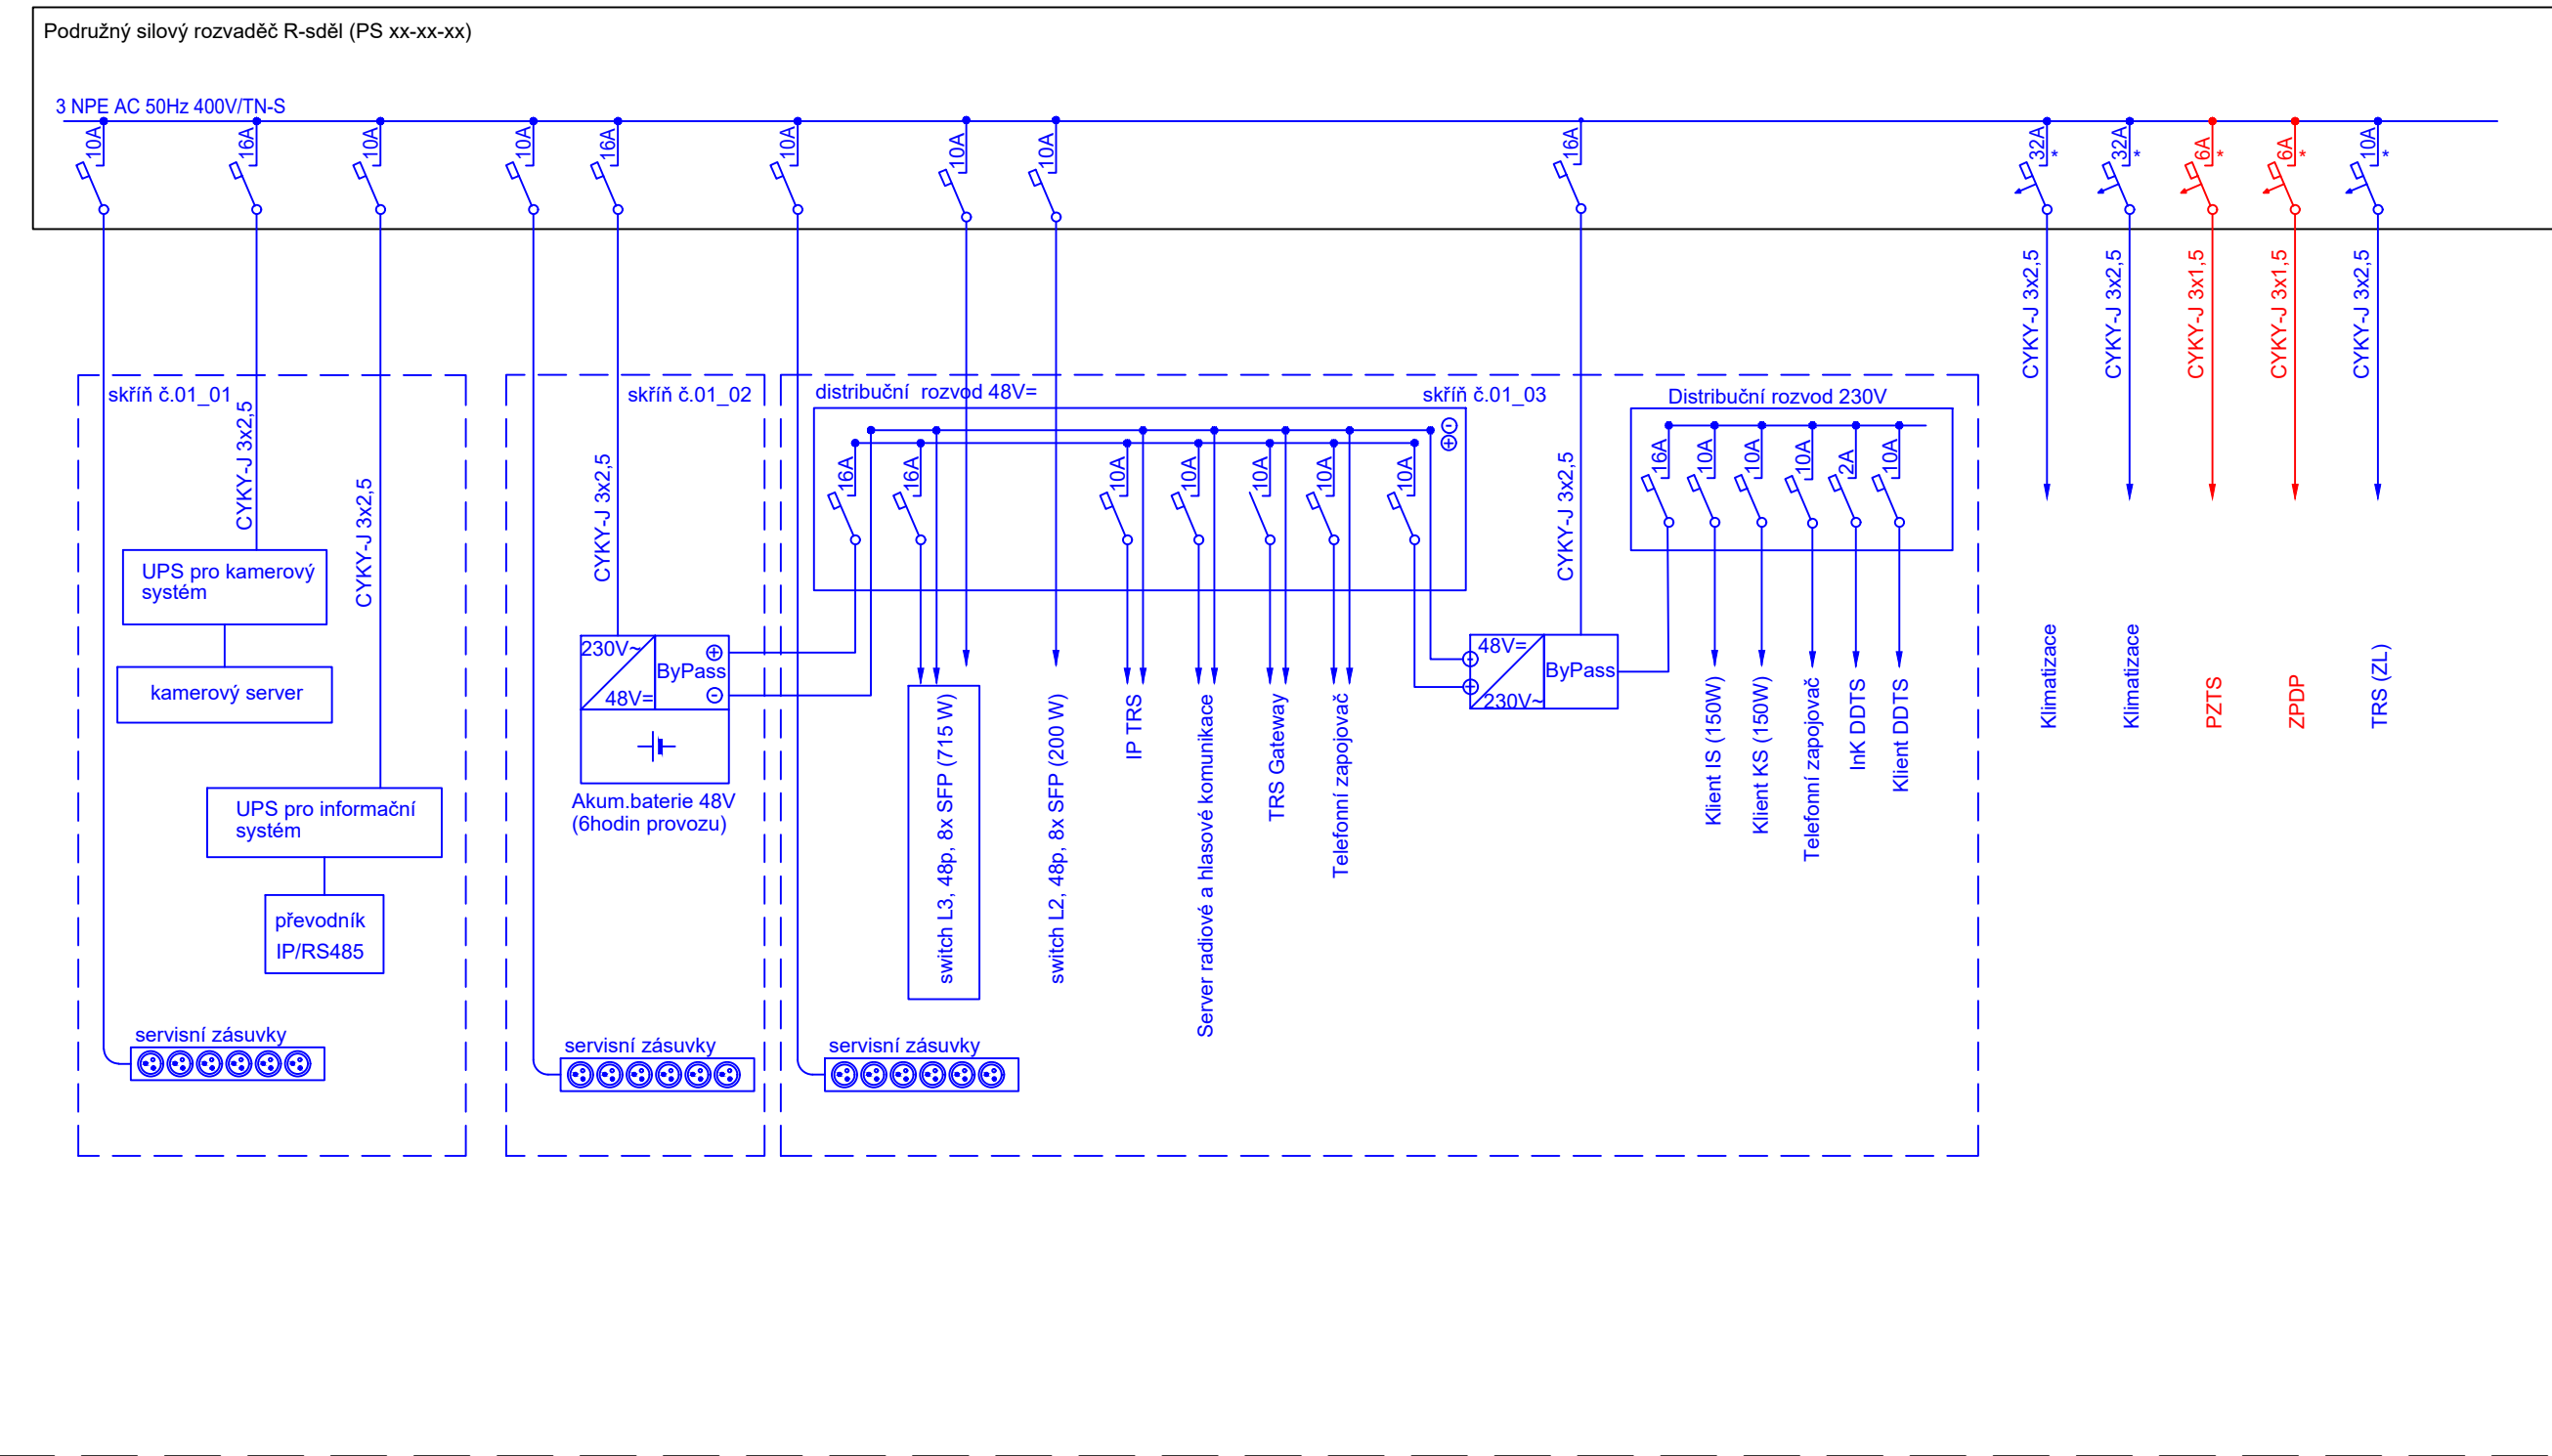 Podružný silový rozvaděč R-sděl (PS xx-xx-xx)
3 NPE AC 50Hz 400V/TN-S
10A
16A
10A
10A
16A
10A
10A
10A
16A
32A
*
32A
*
6A
*
6A
*
10A
*
CYKY-J 3x2,5
CYKY-J 3x2,5
CYKY-J 3x1,5
CYKY-J 3x1,5
CYKY-J 3x2,5
Klimatizace
Klimatizace
PZTS
ZPDP
TRS (ZL)
skříň č.01_01
CYKY-J 3x2,5
CYKY-J 3x2,5
UPS pro kamerový
systém
kamerový server
UPS pro informační
systém
převodník
IP/RS485
servisní zásuvky
skříň č.01_02
CYKY-J 3x2,5
230V~
48V=
ByPass
+
-
Akum.baterie 48V
(6hodin provozu)
servisní zásuvky
distribuční rozvod 48V=
skříň č.01_03
-
+
16A
16A
10A
10A
10A
10A
10A
switch L3, 48p, 8x SFP (715 W)
switch L2, 48p, 8x SFP (200 W)
IP TRS
Server radiové a hlasové komunikace
TRS Gateway
Telefonní zapojovač
servisní zásuvky
CYKY-J 3x2,5
48V=
230V~
ByPass
-
+
Distribuční rozvod 230V
16A
10A
10A
10A
2A
10A
Klient IS (150W)
Klient KS (150W)
Telefonní zapojovač
InK DDTS
Klient DDTS